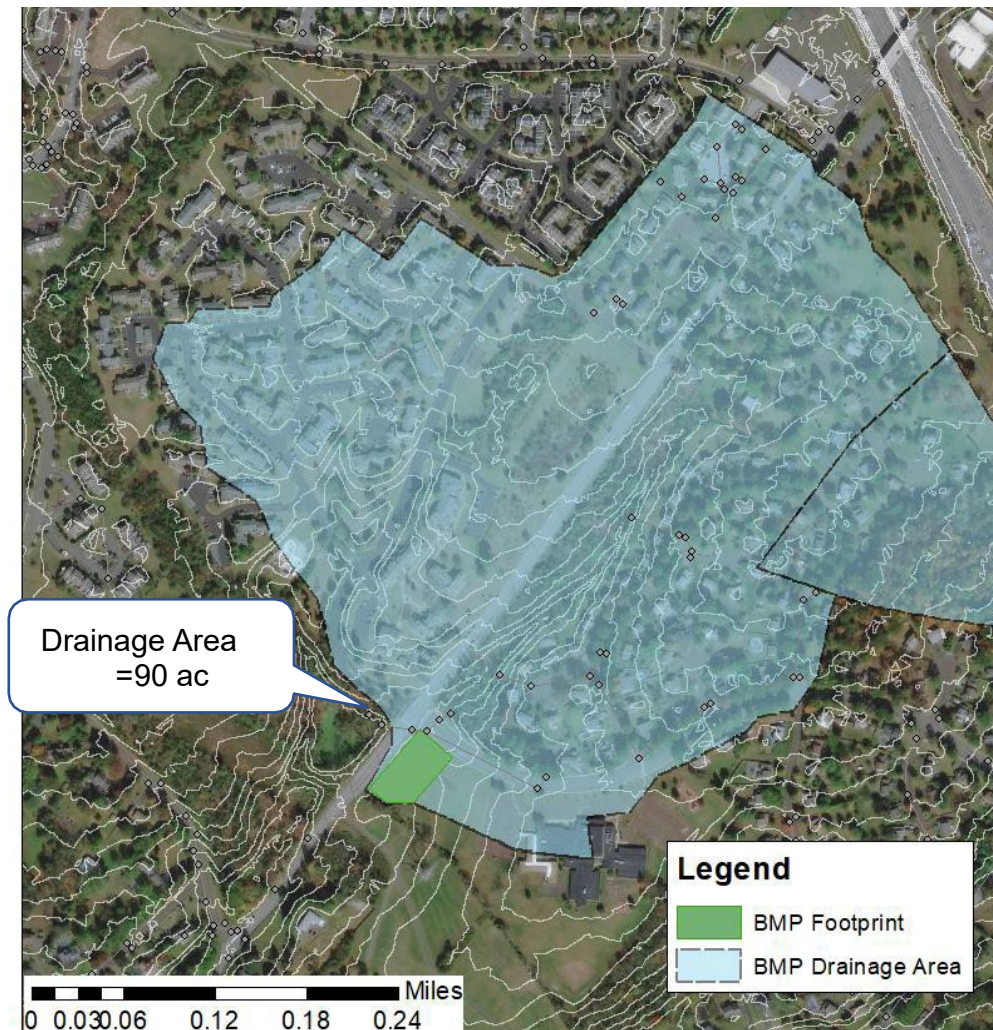 Drainage Area
=90 ac
Legend
BMP Footprint
BMP Drainage Area
Miles
0 0.03 0.06 0.12 0.18 0.24